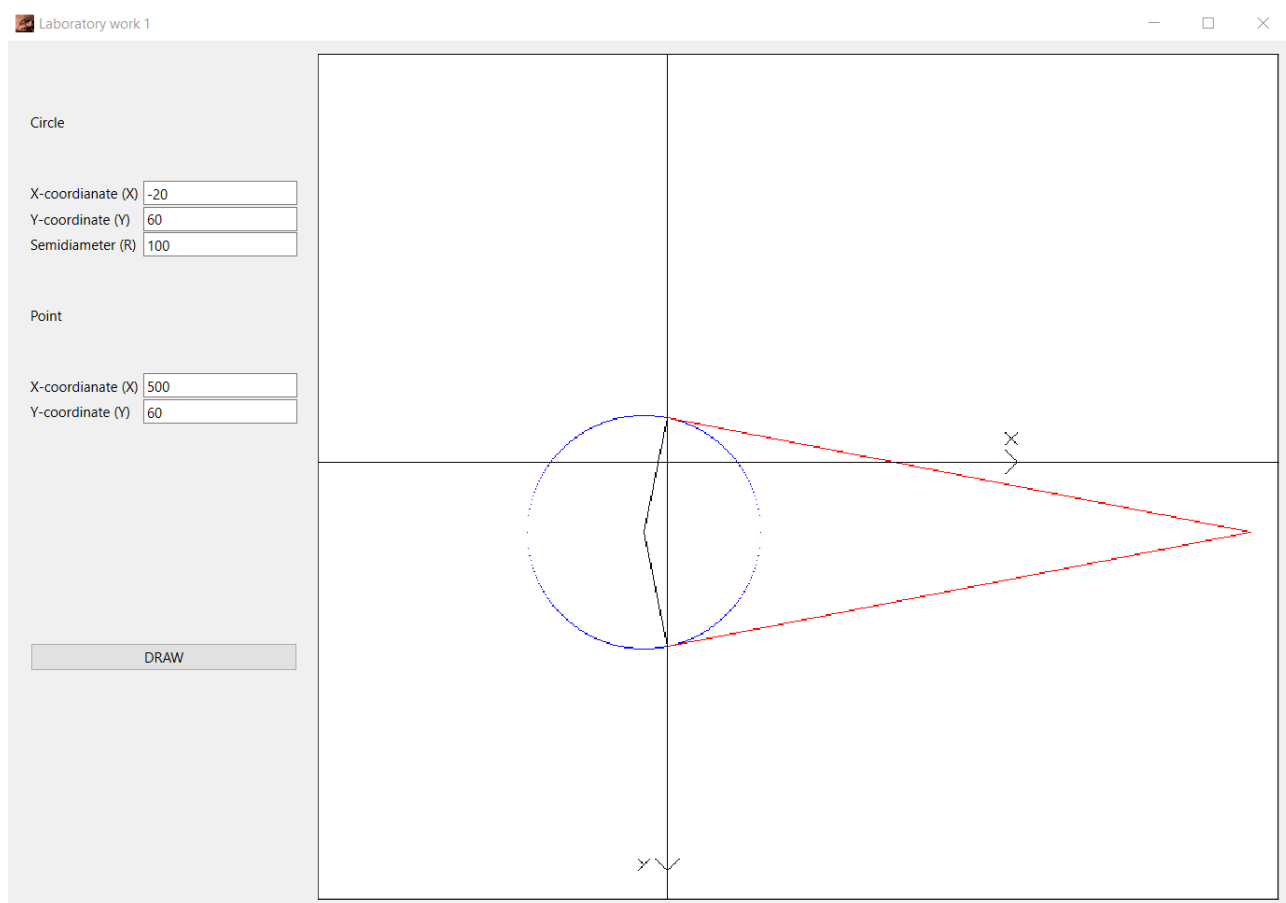 Laboratory work 1
Circle
X-coordianate (X) -20
Y-coordinate (Y) 60
Semidiameter (R) 100
Point
X-coordianate (X) 500
Y-coordinate (Y) 60
DRAW
X
Y